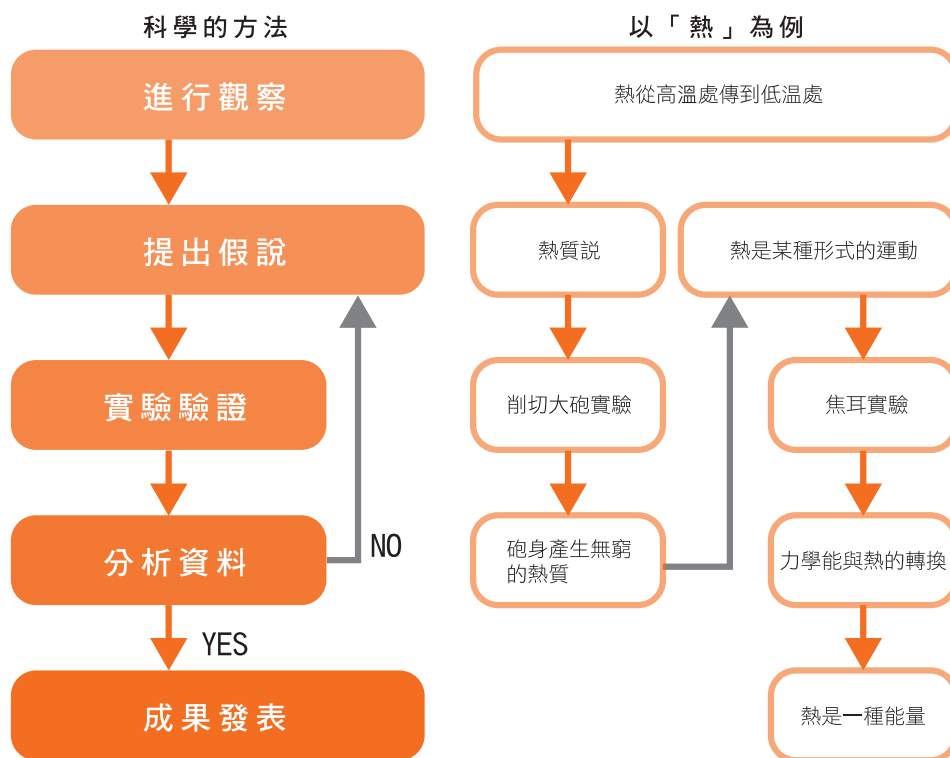 科學的方法
進行觀察
提出假說
實驗驗證
分析資料
NO
YES
成果發表
以「熱」為例
熱從高溫處傳到低温處
熱質説
削切大砲實驗
砲身產生無窮
的熱質
熱是某種形式的運動
焦耳實驗
力學能與熱的轉換
熱是一種能量